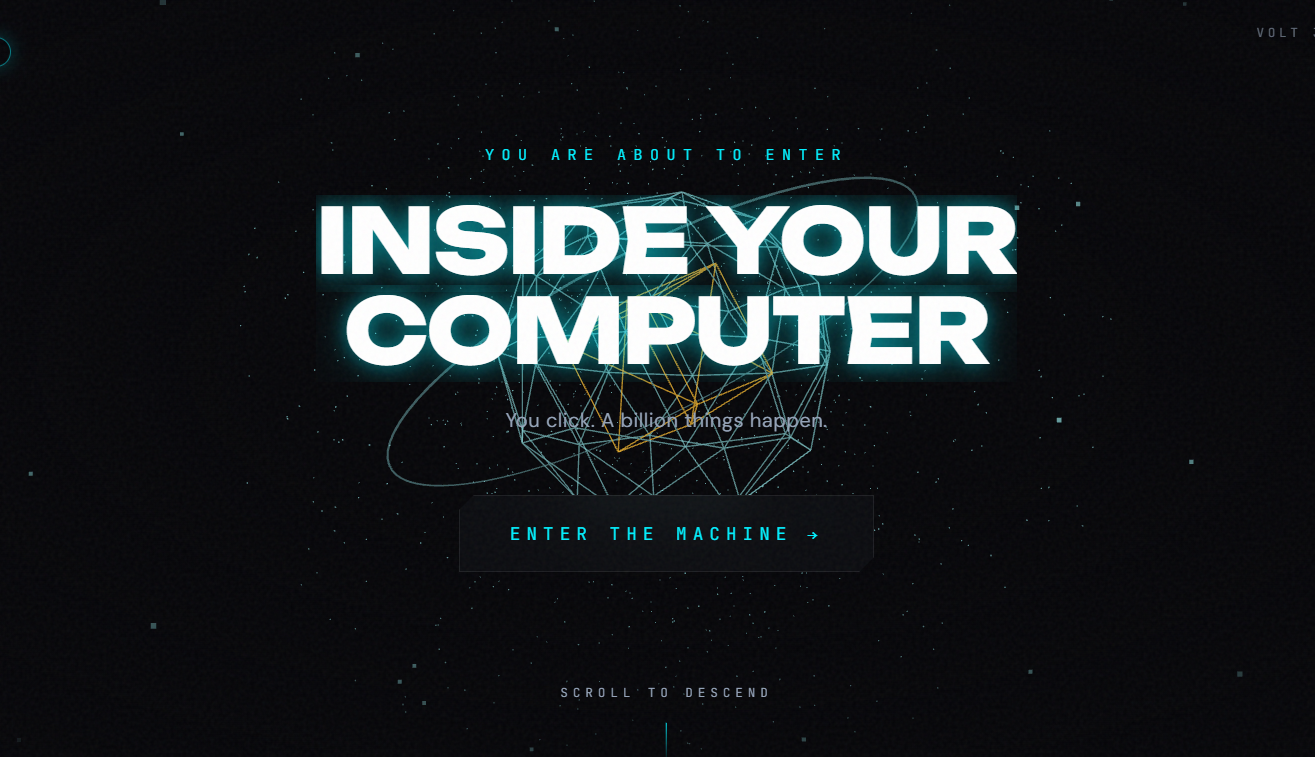 VOLT
YOU ARE ABOUT TO ENTER
INSIDE YOUR
COMPUTER
You click. A billion things happen.
ENTER THE MACHINE →
SCROLL TO DESCEND